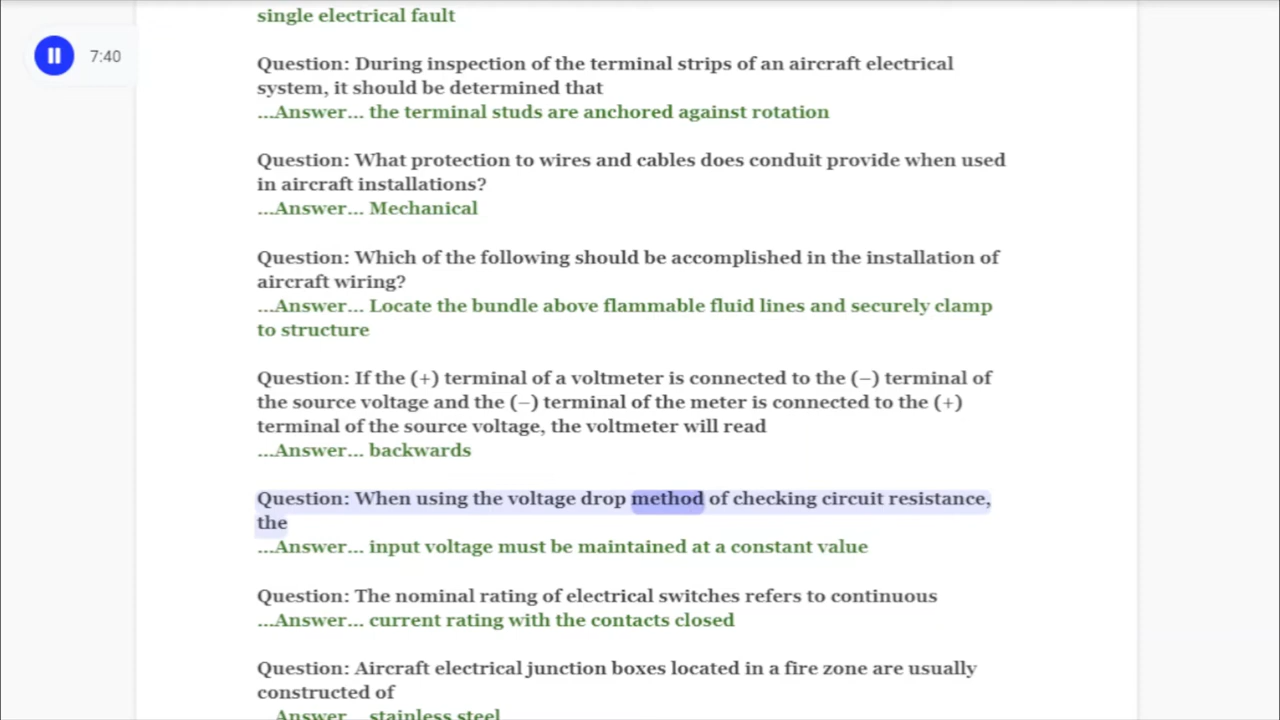 single electrical fault
7:40
Question: During inspection of the terminal strips of an aircraft electrical
system, it should be determined that
...Answer... the terminal studs are anchored against rotation
Question: What protection to wires and cables does conduit provide when used
in aircraft installations?
...Answer... Mechanical
Question: Which of the following should be accomplished in the installation of
aircraft wiring?
...Answer... Locate the bundle above flammable fluid lines and securely clamp
to structure
Question: If the (+) terminal of a voltmeter is connected to the (−) terminal of
the source voltage and the (−) terminal of the meter is connected to the (+)
terminal of the source voltage, the voltmeter will read
...Answer... backwards
Question: When using the voltage drop method of checking circuit resistance,
the
...Answer... input voltage must be maintained at a constant value
Question: The nominal rating of electrical switches refers to continuous
...Answer... current rating with the contacts closed
Question: Aircraft electrical junction boxes located in a fire zone are usually
constructed of
...Answer... stainless steel